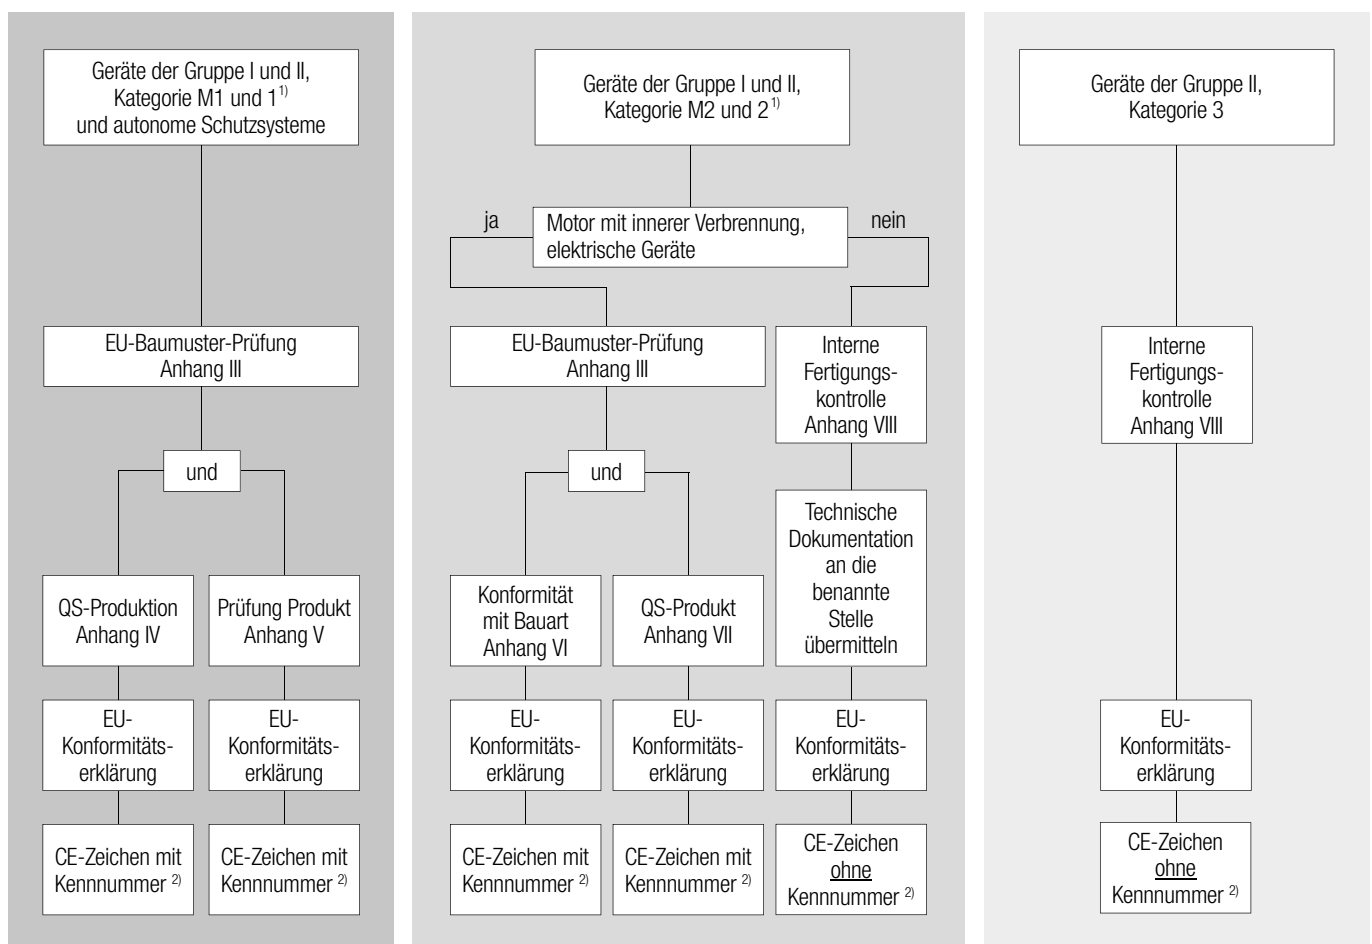 Geräte der Gruppe I und II,
Kategorie M1 und 1 1)
und autonome Schutzsysteme
EU-Baumuster-Prüfung
Anhang III
und
QS-Produktion
Anhang IV
Prüfung Produkt
Anhang V
EU-
Konformitäts-
erklärung
EU-
Konformitäts-
erklärung
CE-Zeichen mit
Kennnummer 2)
CE-Zeichen mit
Kennnummer 2)
Geräte der Gruppe I und II,
Kategorie M2 und 2 1)
ja
Motor mit innerer Verbrennung,
elektrische Geräte
nein
EU-Baumuster-Prüfung
Anhang III
und
Konformität
mit Bauart
Anhang VI
QS-Produkt
Anhang VII
EU-
Konformitäts-
erklärung
EU-
Konformitäts-
erklärung
CE-Zeichen mit
Kennnummer 2)
CE-Zeichen mit
Kennnummer 2)
Interne
Fertigungs-
kontrolle
Anhang VIII
Technische
Dokumentation
an die
benannte
Stelle
übermitteln
EU-
Konformitäts-
erklärung
CE-Zeichen
ohne
Kennnummer 2)
Geräte der Gruppe II,
Kategorie 3
Interne
Fertigungs-
kontrolle
Anhang VIII
EU-
Konformitäts-
erklärung
CE-Zeichen
ohne
Kennnummer 2)